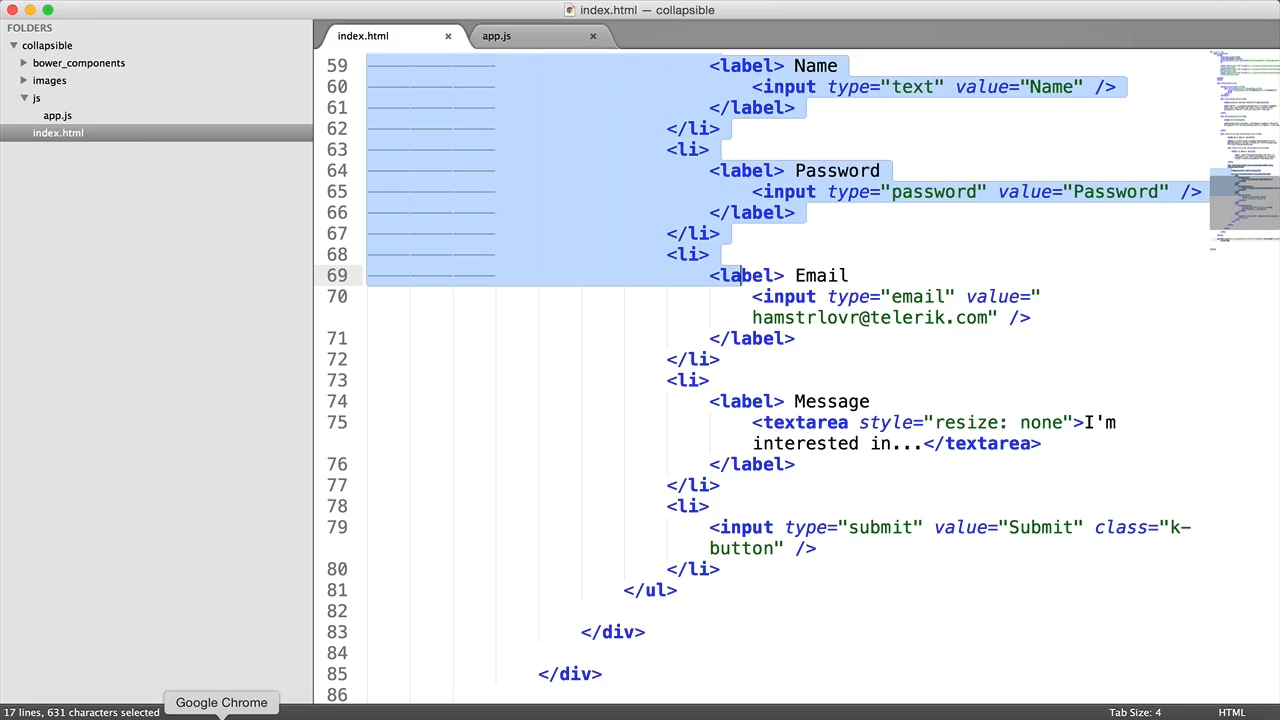 index.html — collapsible
FOLDERS
collapsible
bower_components
images
js
app.js
index.html
index.html ×
app.js ×
59 <label> Name
60 <input type="text" value="Name" />
61 </label>
62 </li>
63 <li>
64 <label> Password
65 <input type="password" value="Password" />
66 </label>
67 </li>
68 <li>
69 <label> Email
70 <input type="email" value="
hamstrlovr@telerik.com" />
71 </label>
72 </li>
73 <li>
74 <label> Message
75 <textarea style="resize: none">I'm
interested in...</textarea>
76 </label>
77 </li>
78 <li>
79 <input type="submit" value="Submit" class="k-
button" />
80 </li>
81 </ul>
82
83 </div>
84
85 </div>
86
Google Chrome
17 lines, 631 characters selected
Tab Size: 4
HTML